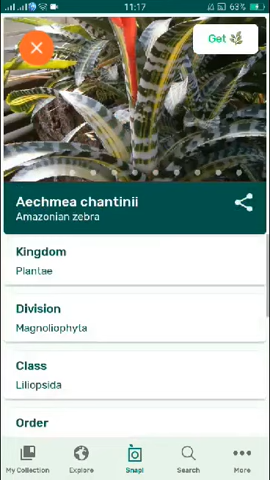 11:17
63%
Get
Aechmea chantinii
Amazonian zebra
Kingdom
Plantae
Division
Magnoliophyta
Class
Liliopsida
Order
My Collection
Explore
Snap!
Search
More